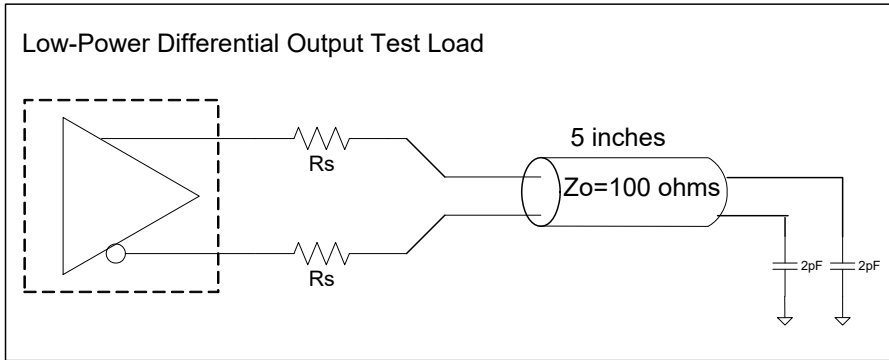 Low-Power Differential Output Test Load
Rs
5 inches
Zo=100 ohms
Rs
2pF 2pF